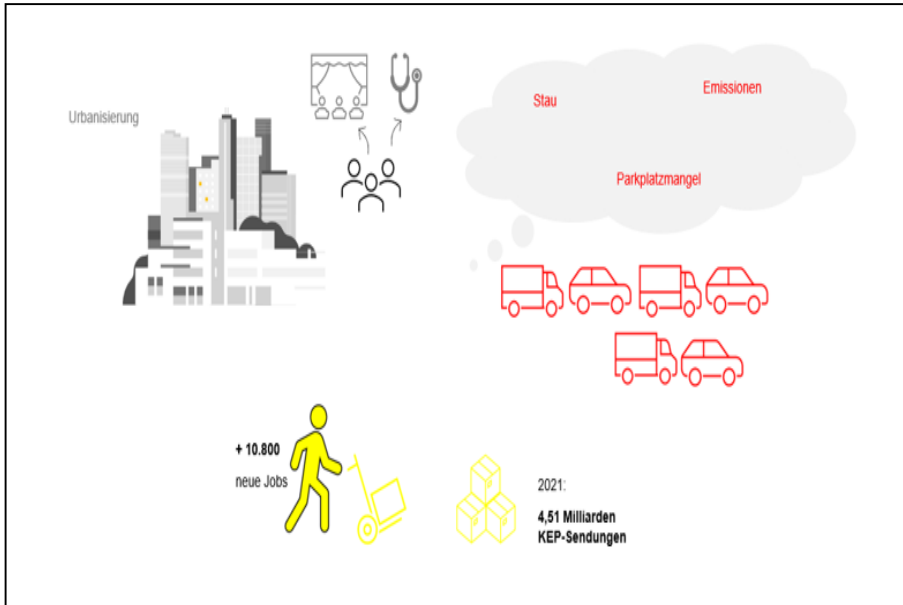 Urbanisierung
Stau
Emissionen
Parkplatzmangel
+ 10.800
neue Jobs
2021:
4,51 Milliarden
KEP-Sendungen